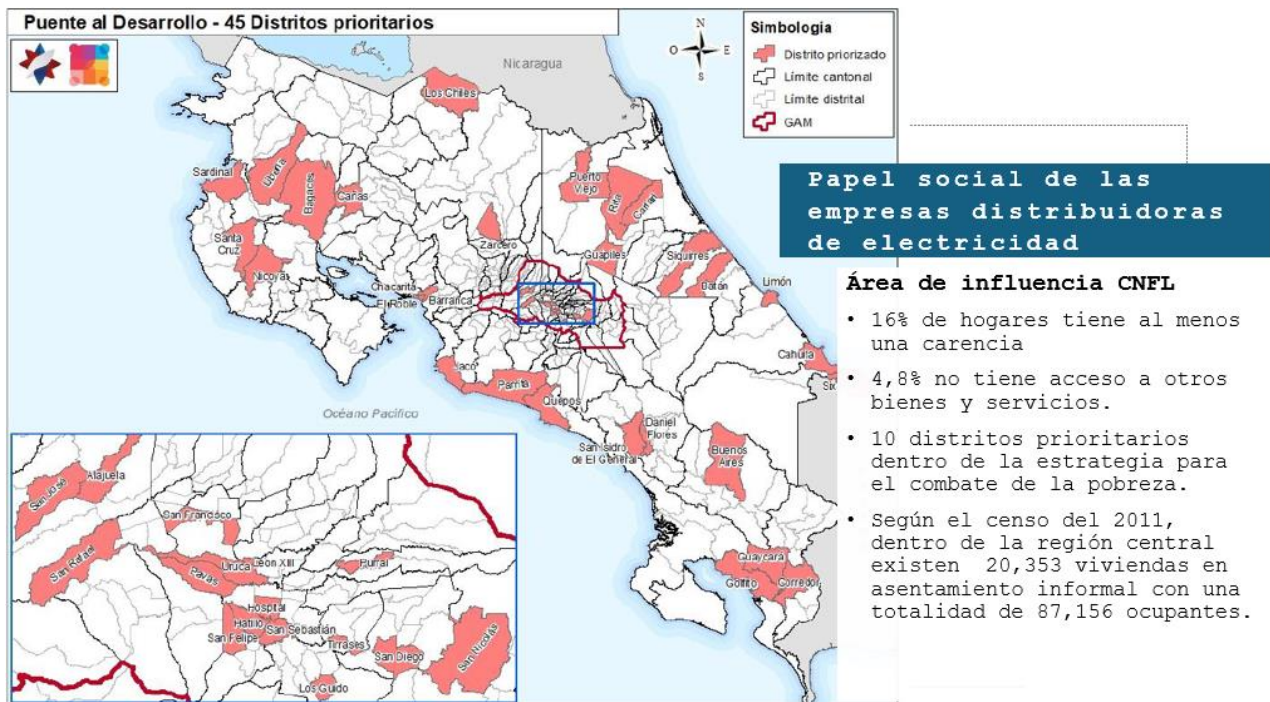 Puente al Desarrollo - 45 Distritos prioritarios
N
O
E
S
Simbología
Distrito priorizado
Límite cantonal
Límite distrital
GAM
Nicaragua
Los Chiles
Sardinal
Liberia
Bagaces
Cañas
Puerto
Viejo
Rita
Cariari
Santa
Cruz
Nicoya
Zarcero
Guápiles
Siquirres
Batán
Limón
Chacarita
El Roble
Barranca
Cahuita
Six
Jacó
Parrita
Quepos
Océano Pacífico
Daniel
Flores
San Isidro
de El General
Buenos
Aires
Guaycará
Golfito
Corredor
San José
Alajuela
San Francisco
San Rafael
Pavas
Uruca
León XIII
Purral
Hospital
Hatillo
San Sebastián
San Felipe
Tirrases
San Diego
San Nicolás
Los Guido
Papel social de las
empresas distribuidoras
de electricidad
Área de influencia CNFL
• 16% de hogares tiene al menos
una carencia
• 4,8% no tiene acceso a otros
bienes y servicios.
• 10 distritos prioritarios
dentro de la estrategia para
el combate de la pobreza.
• Según el censo del 2011,
dentro de la región central
existen 20,353 viviendas en
asentamiento informal con una
totalidad de 87,156 ocupantes.